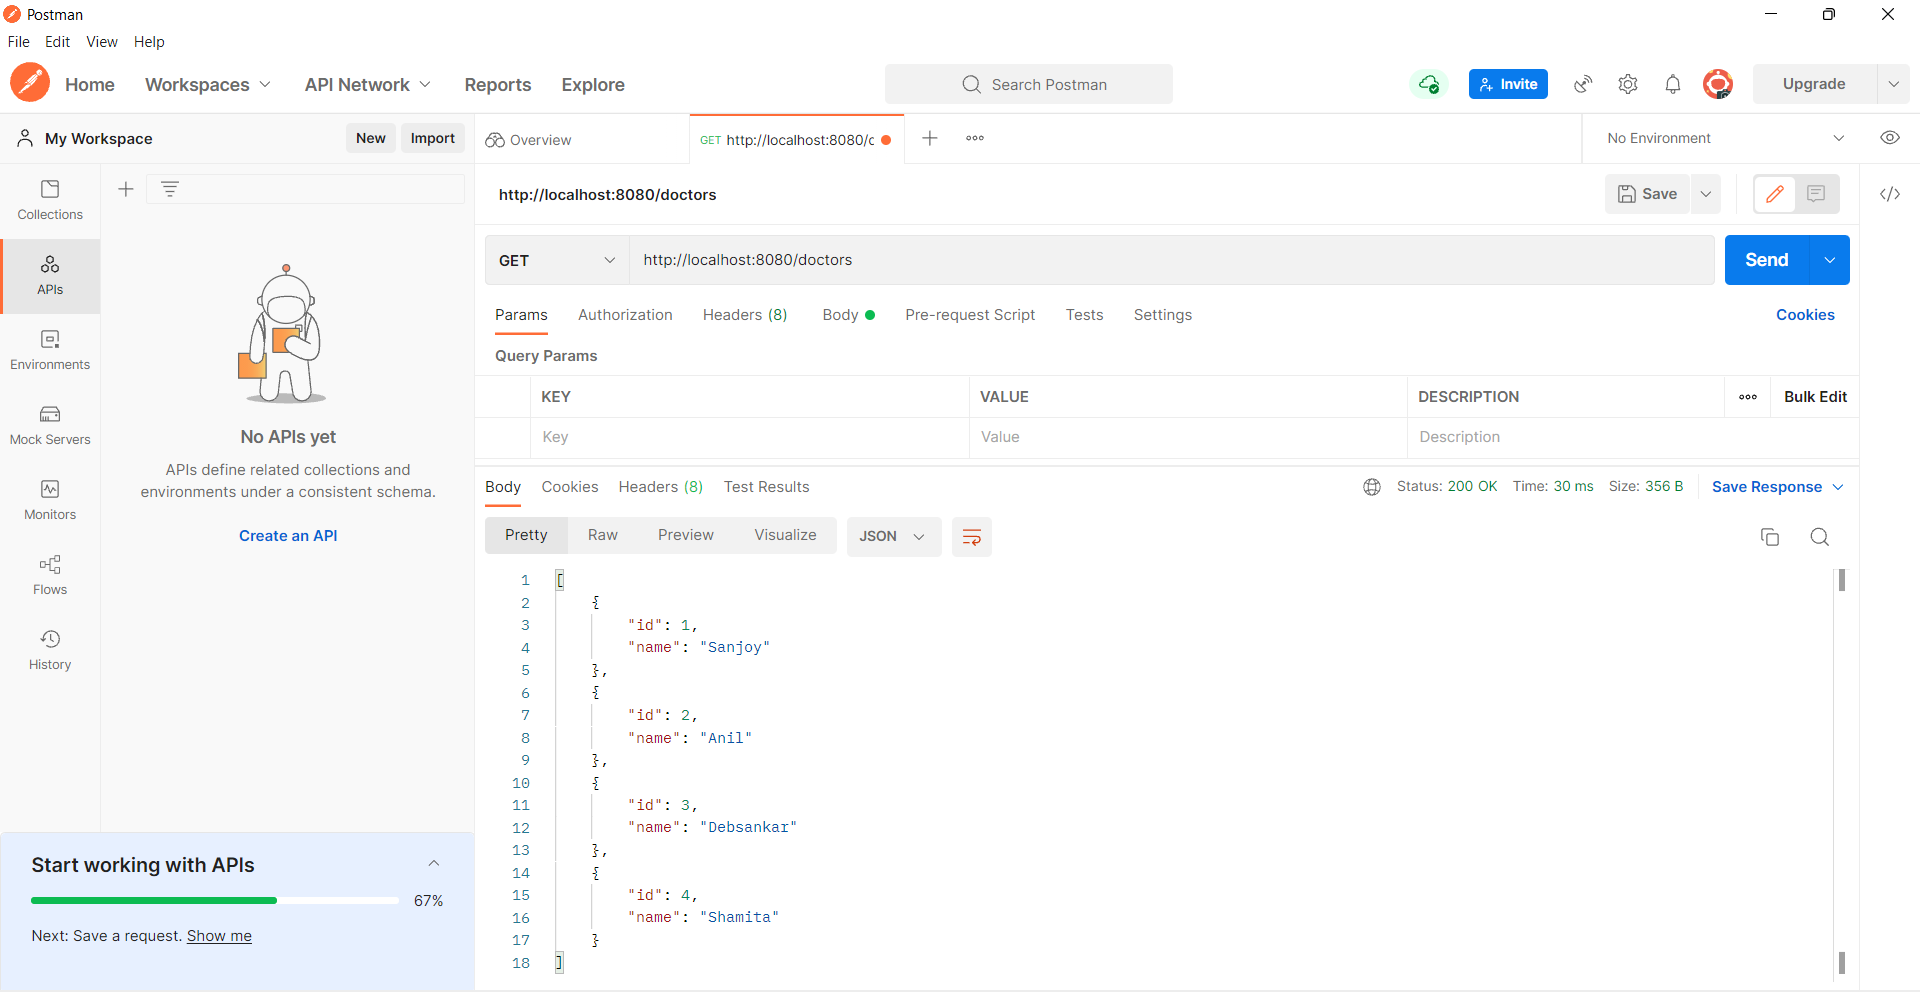 Postman
File Edit View Help
Home Workspaces API Network Reports Explore Search Postman Invite Upgrade
My Workspace New Import Overview GET http://localhost:8080/c No Environment
http://localhost:8080/doctors Save
Collections
APIs
Environments
Mock Servers
Monitors
Flows
History
No APIs yet
APIs define related collections and
environments under a consistent schema.
Create an API
Start working with APIs
67%
Next: Save a request. Show me
GET http://localhost:8080/doctors Send
Params Authorization Headers (8) Body Pre-request Script Tests Settings Cookies
Query Params
KEY VALUE DESCRIPTION Bulk Edit
Key Value Description
Body Cookies Headers (8) Test Results Status: 200 OK Time: 30 ms Size: 356 B Save Response
Pretty Raw Preview Visualize JSON
1 [
2 {
3 "id": 1,
4 "name": "Sanjoy"
5 },
6 {
7 "id": 2,
8 "name": "Anil"
9 },
10 {
11 "id": 3,
12 "name": "Debsankar"
13 },
14 {
15 "id": 4,
16 "name": "Shamita"
17 }
18 ]